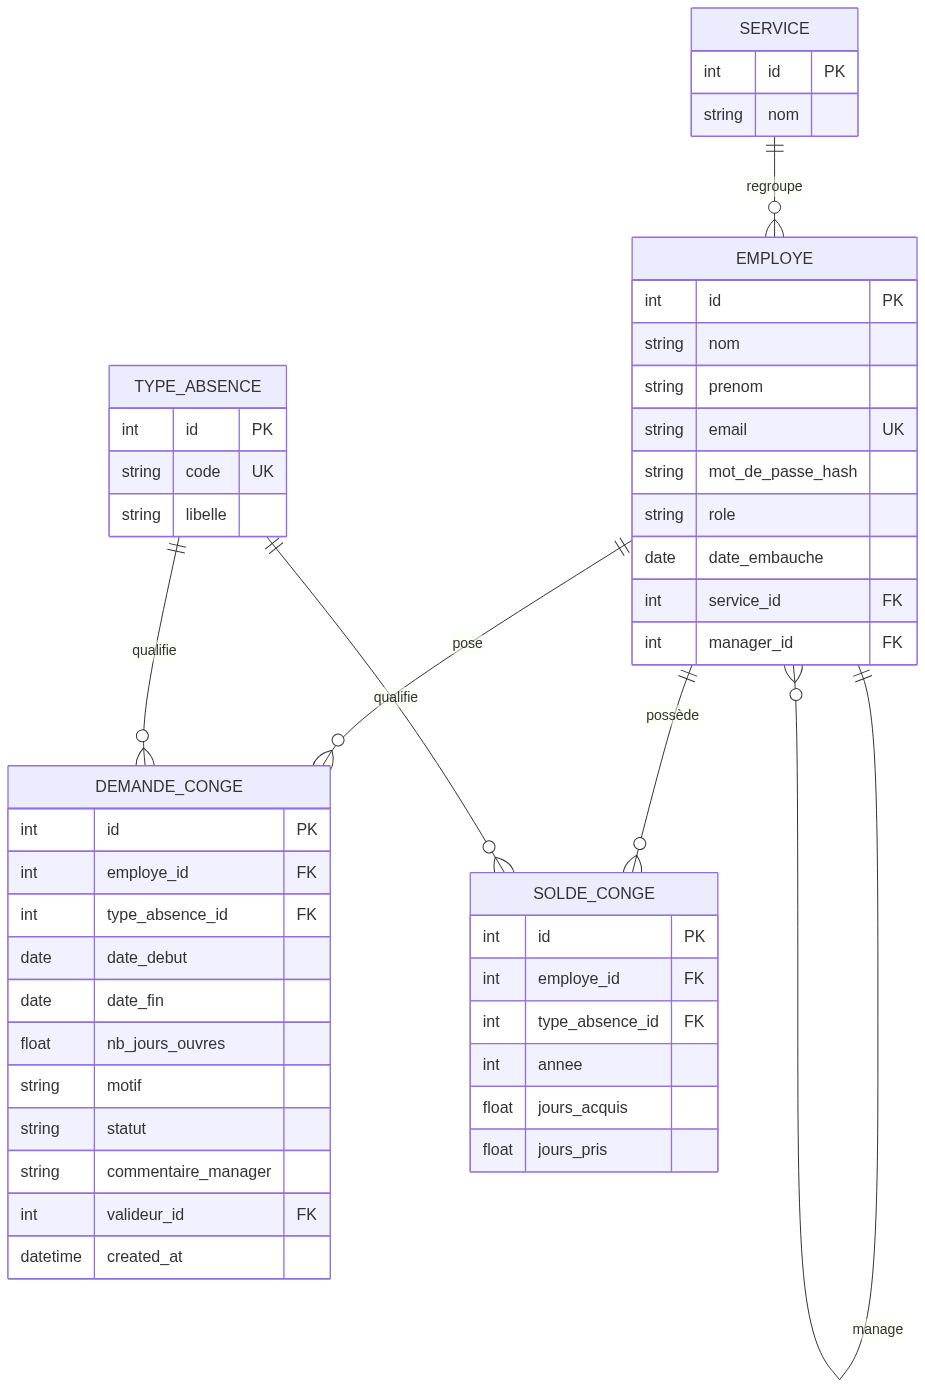 SERVICE
int id PK
string nom
regroupe
EMPLOYE
int id PK
string nom
string prenom
string email UK
string mot_de_passe_hash
string role
date date_embauche
int service_id FK
int manager_id FK
TYPE_ABSENCE
int id PK
string code UK
string libelle
qualifie
pose
qualifie
possède
DEMANDE_CONGE
int id PK
int employe_id FK
int type_absence_id FK
date date_debut
date date_fin
float nb_jours_ouvres
string motif
string statut
string commentaire_manager
int valideur_id FK
datetime created_at
SOLDE_CONGE
int id PK
int employe_id FK
int type_absence_id FK
int annee
float jours_acquis
float jours_pris
manage